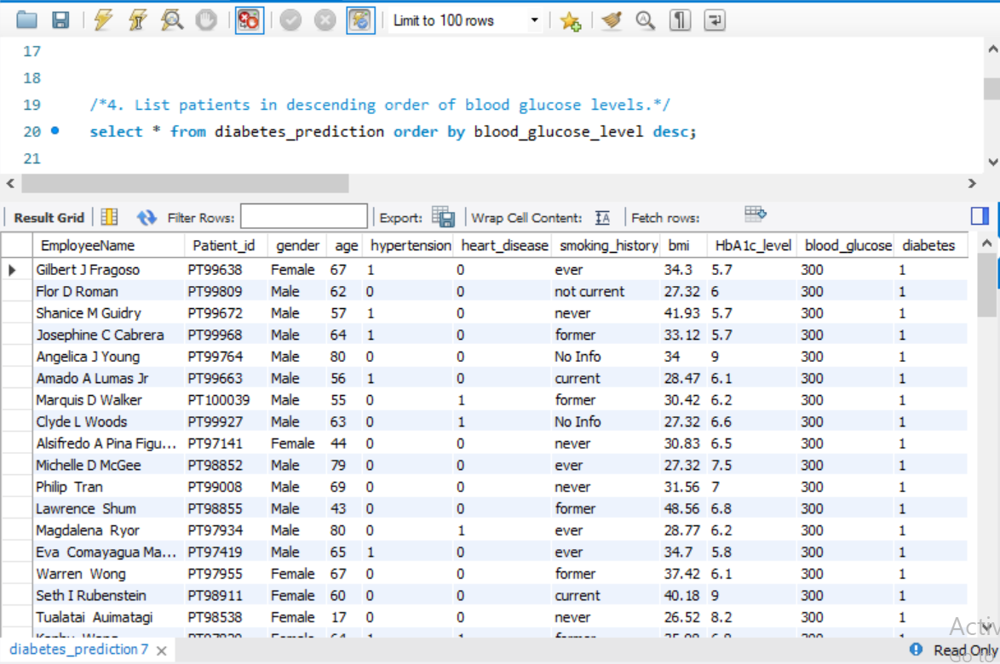 Limit to 100 rows
17
18
19 /*4. List patients in descending order of blood glucose levels.*/
20 select * from diabetes_prediction order by blood_glucose_level desc;
21
Result Grid Filter Rows: Export: Wrap Cell Content: Fetch rows:
EmployeeName Patient_id gender age hypertension heart_disease smoking_history bmi HbA1c_level blood_glucose diabetes
Gilbert J Fragoso PT99638 Female 67 1 0 ever 34.3 5.7 300 1
Flor D Roman PT99809 Male 62 0 0 not current 27.32 6 300 1
Shanice M Guidry PT99672 Male 57 1 0 never 41.93 5.7 300 1
Josephine C Cabrera PT99968 Male 64 1 0 former 33.12 5.7 300 1
Angelica J Young PT99764 Male 80 0 0 No Info 34 9 300 1
Amado A Lumas Jr PT99663 Male 56 1 0 current 28.47 6.1 300 1
Marquis D Walker PT100039 Male 55 0 1 former 30.42 6.2 300 1
Clyde L Woods PT99927 Male 63 0 1 No Info 27.32 6.6 300 1
Alsifredo A Pina Figu... PT97141 Female 44 0 0 never 30.83 6.5 300 1
Michelle D McGee PT98852 Male 79 0 0 ever 27.32 7.5 300 1
Philip  Tran PT99008 Male 69 0 0 never 31.56 7 300 1
Lawrence  Shum PT98855 Male 43 0 0 former 48.56 6.8 300 1
Magdalena  Ryor PT97934 Male 80 0 1 ever 28.77 6.2 300 1
Eva  Comayagua Ma... PT97419 Male 65 1 0 ever 34.7 5.8 300 1
Warren  Wong PT97955 Female 67 0 0 former 37.42 6.1 300 1
Seth I Rubenstein PT98911 Female 60 0 0 current 40.18 9 300 1
Tualatai  Auimatagi PT98538 Female 17 0 0 never 26.52 8.2 300 1
diabetes_prediction 7
Read Only